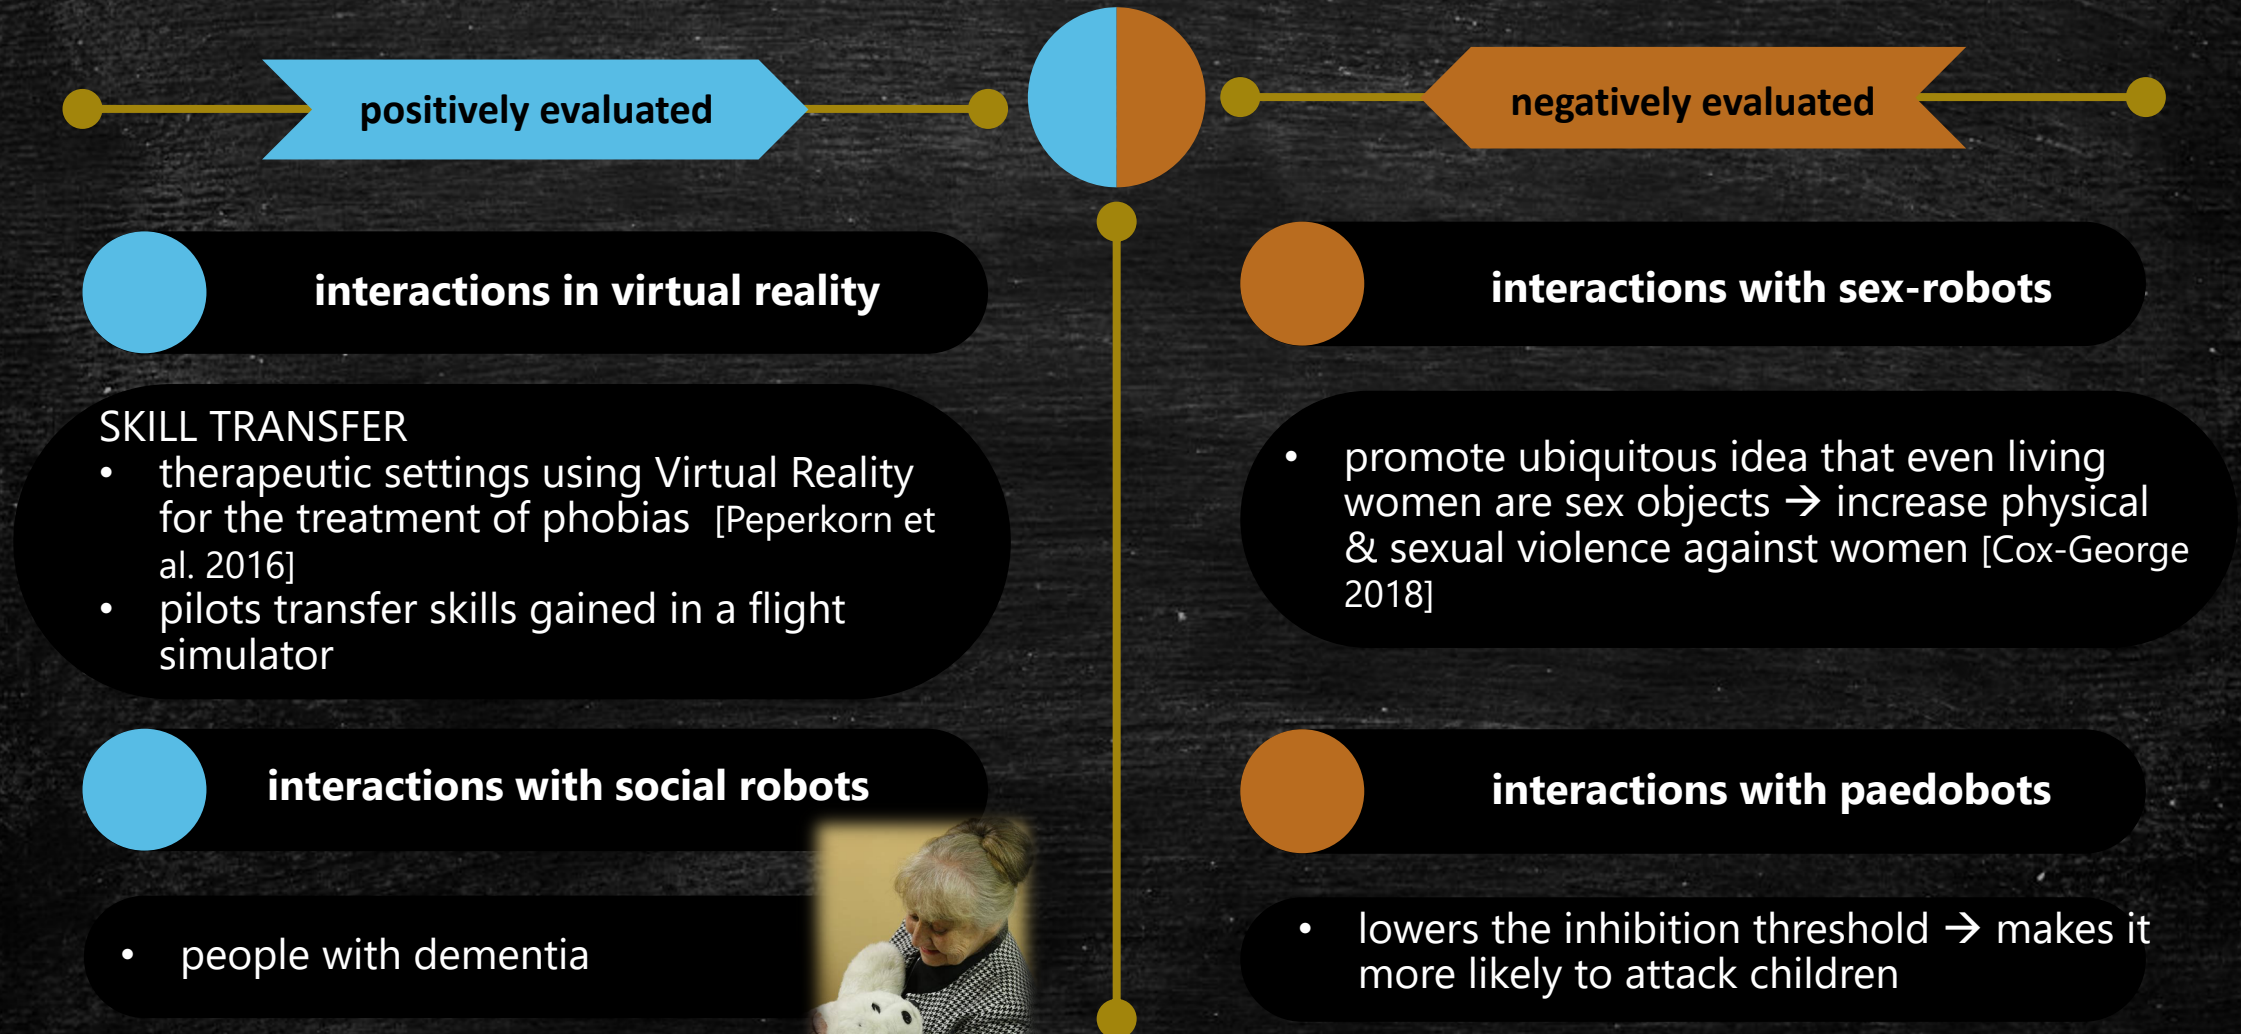 positively evaluated
interactions in virtual reality
SKILL TRANSFER
• therapeutic settings using Virtual Reality
for the treatment of phobias [Peperkorn et
al. 2016]
• pilots transfer skills gained in a flight
simulator
interactions with social robots
• people with dementia
negatively evaluated
interactions with sex-robots
• promote ubiquitous idea that even living
women are sex objects → increase physical
& sexual violence against women [Cox-George
2018]
interactions with paedobots
• lowers the inhibition threshold → makes it
more likely to attack children